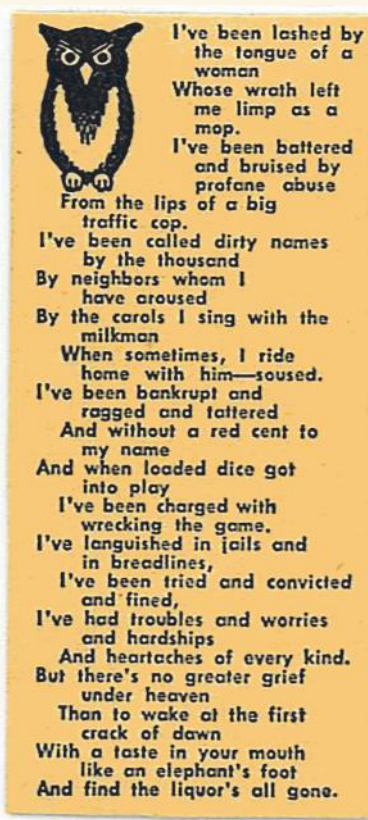 I've been lashed by
the tongue of a
woman
Whose wrath left
me limp as a
mop.
I've been battered
and bruised by
profane abuse
From the lips of a big
traffic cop.
I've been called dirty names
by the thousand
By neighbors whom I
have aroused
By the carols I sing with the
milkman
When sometimes, I ride
home with him—soused.
I've been bankrupt and
ragged and tattered
And without a red cent to
my name
And when loaded dice got
into play
I've been charged with
wrecking the game.
I've languished in jails and
in breadlines,
I've been tried and convicted
and fined,
I've had troubles and worries
and hardships
And heartaches of every kind.
But there's no greater grief
under heaven
Than to wake at the first
crack of dawn
With a taste in your mouth
like an elephant's foot
And find the liquor's all gone.